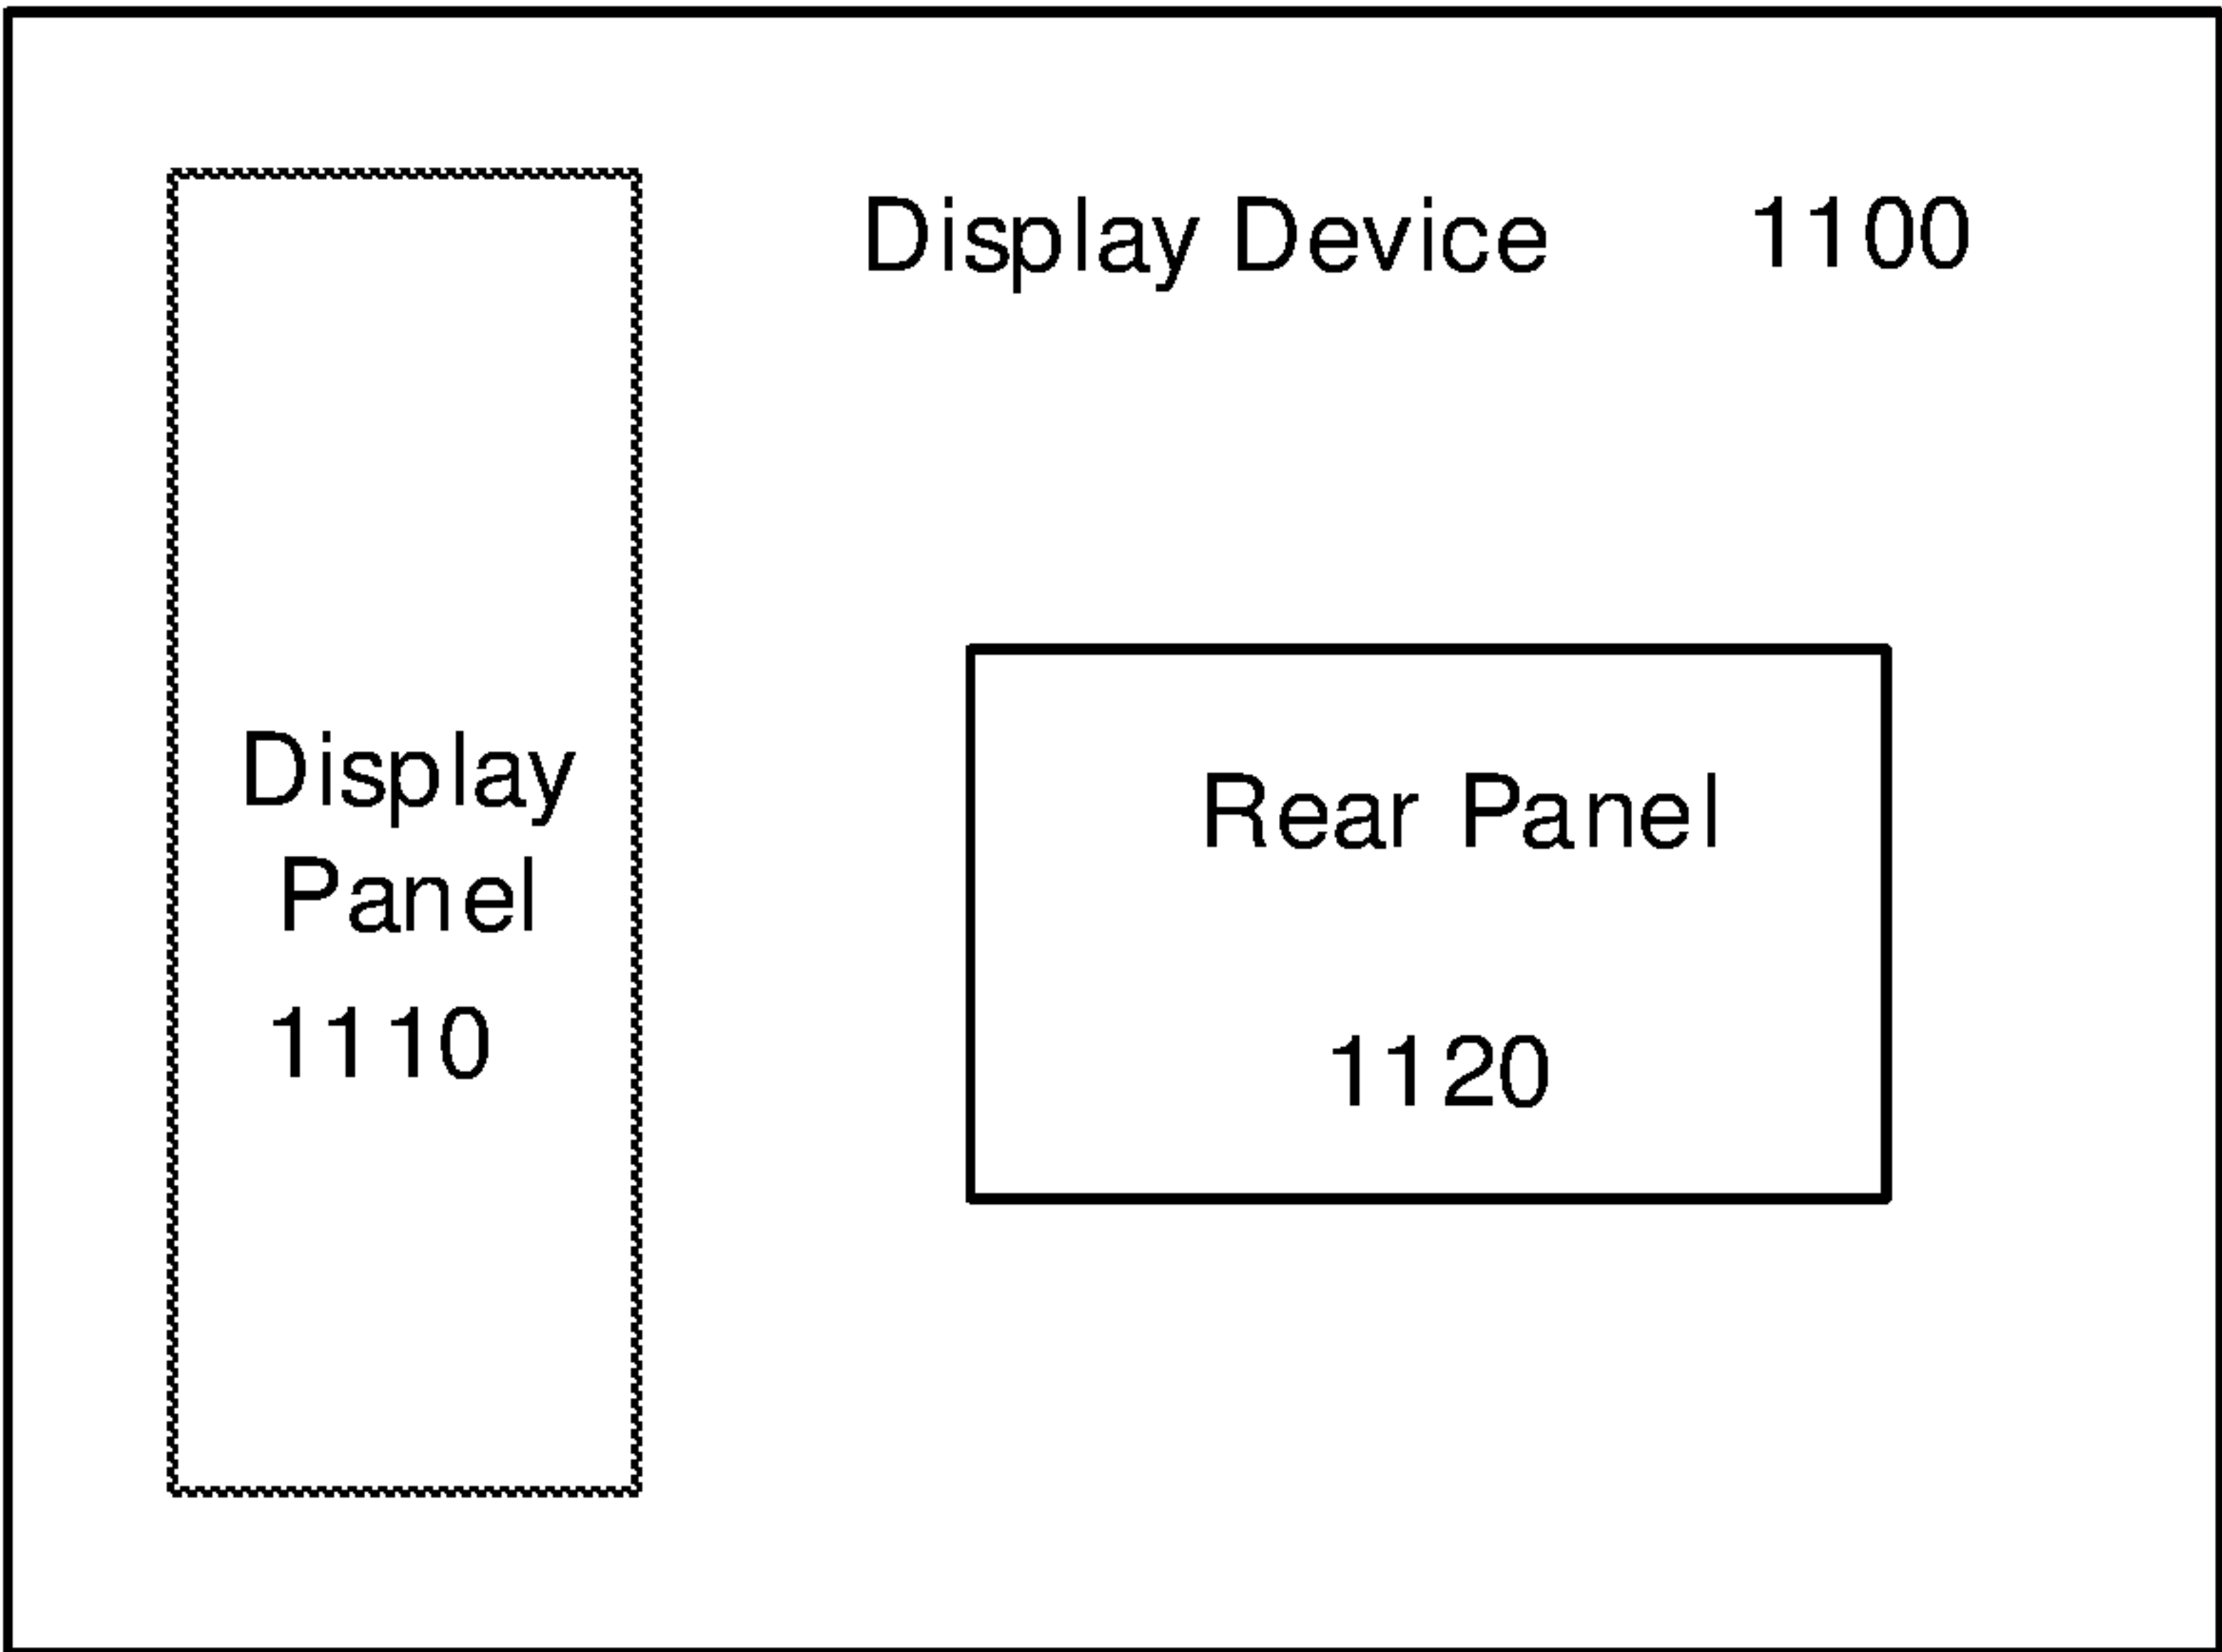 Display Device 1100
Display
Panel
1110
Rear Panel
1120